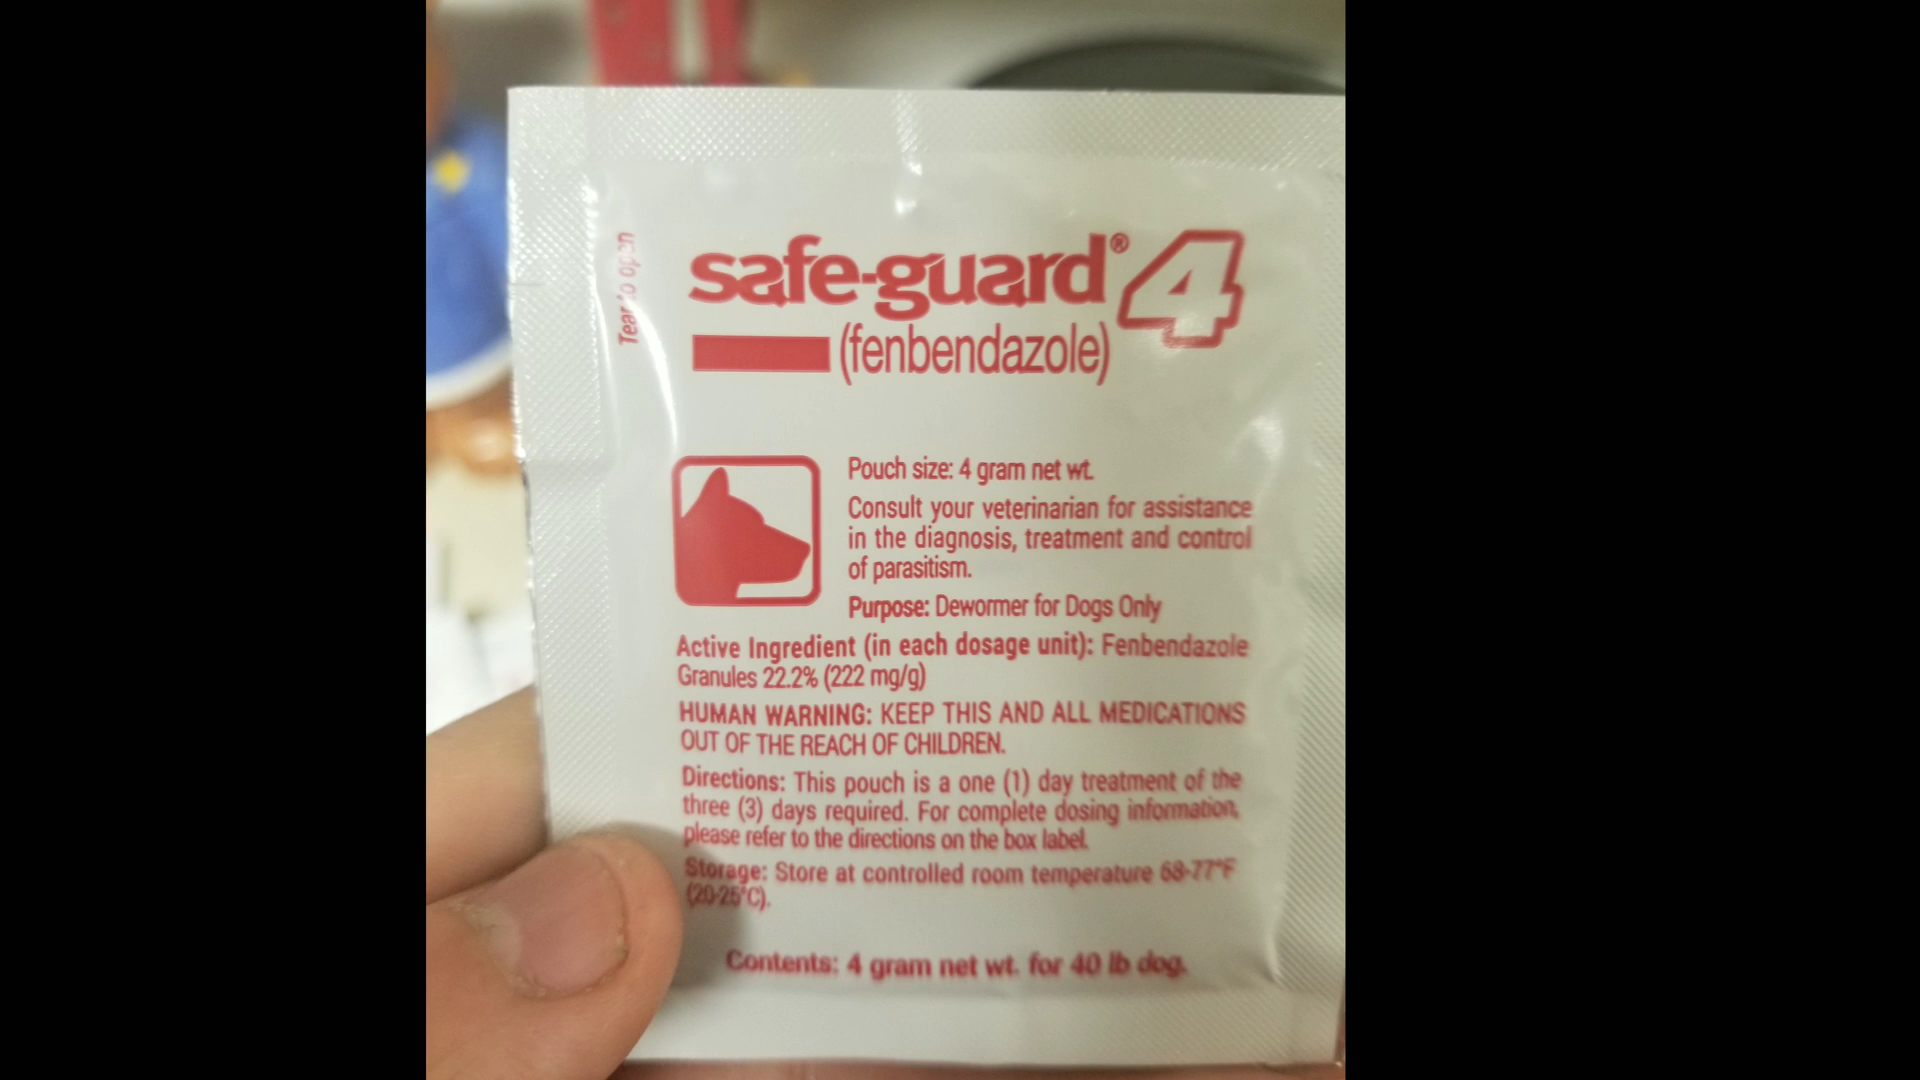 Tear to open
safe-guard® 4
(fenbendazole)
Pouch size: 4 gram net wt.
Consult your veterinarian for assistance
in the diagnosis, treatment and control
of parasitism.
Purpose: Dewormer for Dogs Only
Active Ingredient (in each dosage unit): Fenbendazole
Granules 22.2% (222 mg/g)
HUMAN WARNING: KEEP THIS AND ALL MEDICATIONS
OUT OF THE REACH OF CHILDREN.
Directions: This pouch is a one (1) day treatment of the
three (3) days required. For complete dosing information,
please refer to the directions on the box label.
Storage: Store at controlled room temperature 68-77°F
(20-25°C).
Contents: 4 gram net wt. for 40 lb dog.